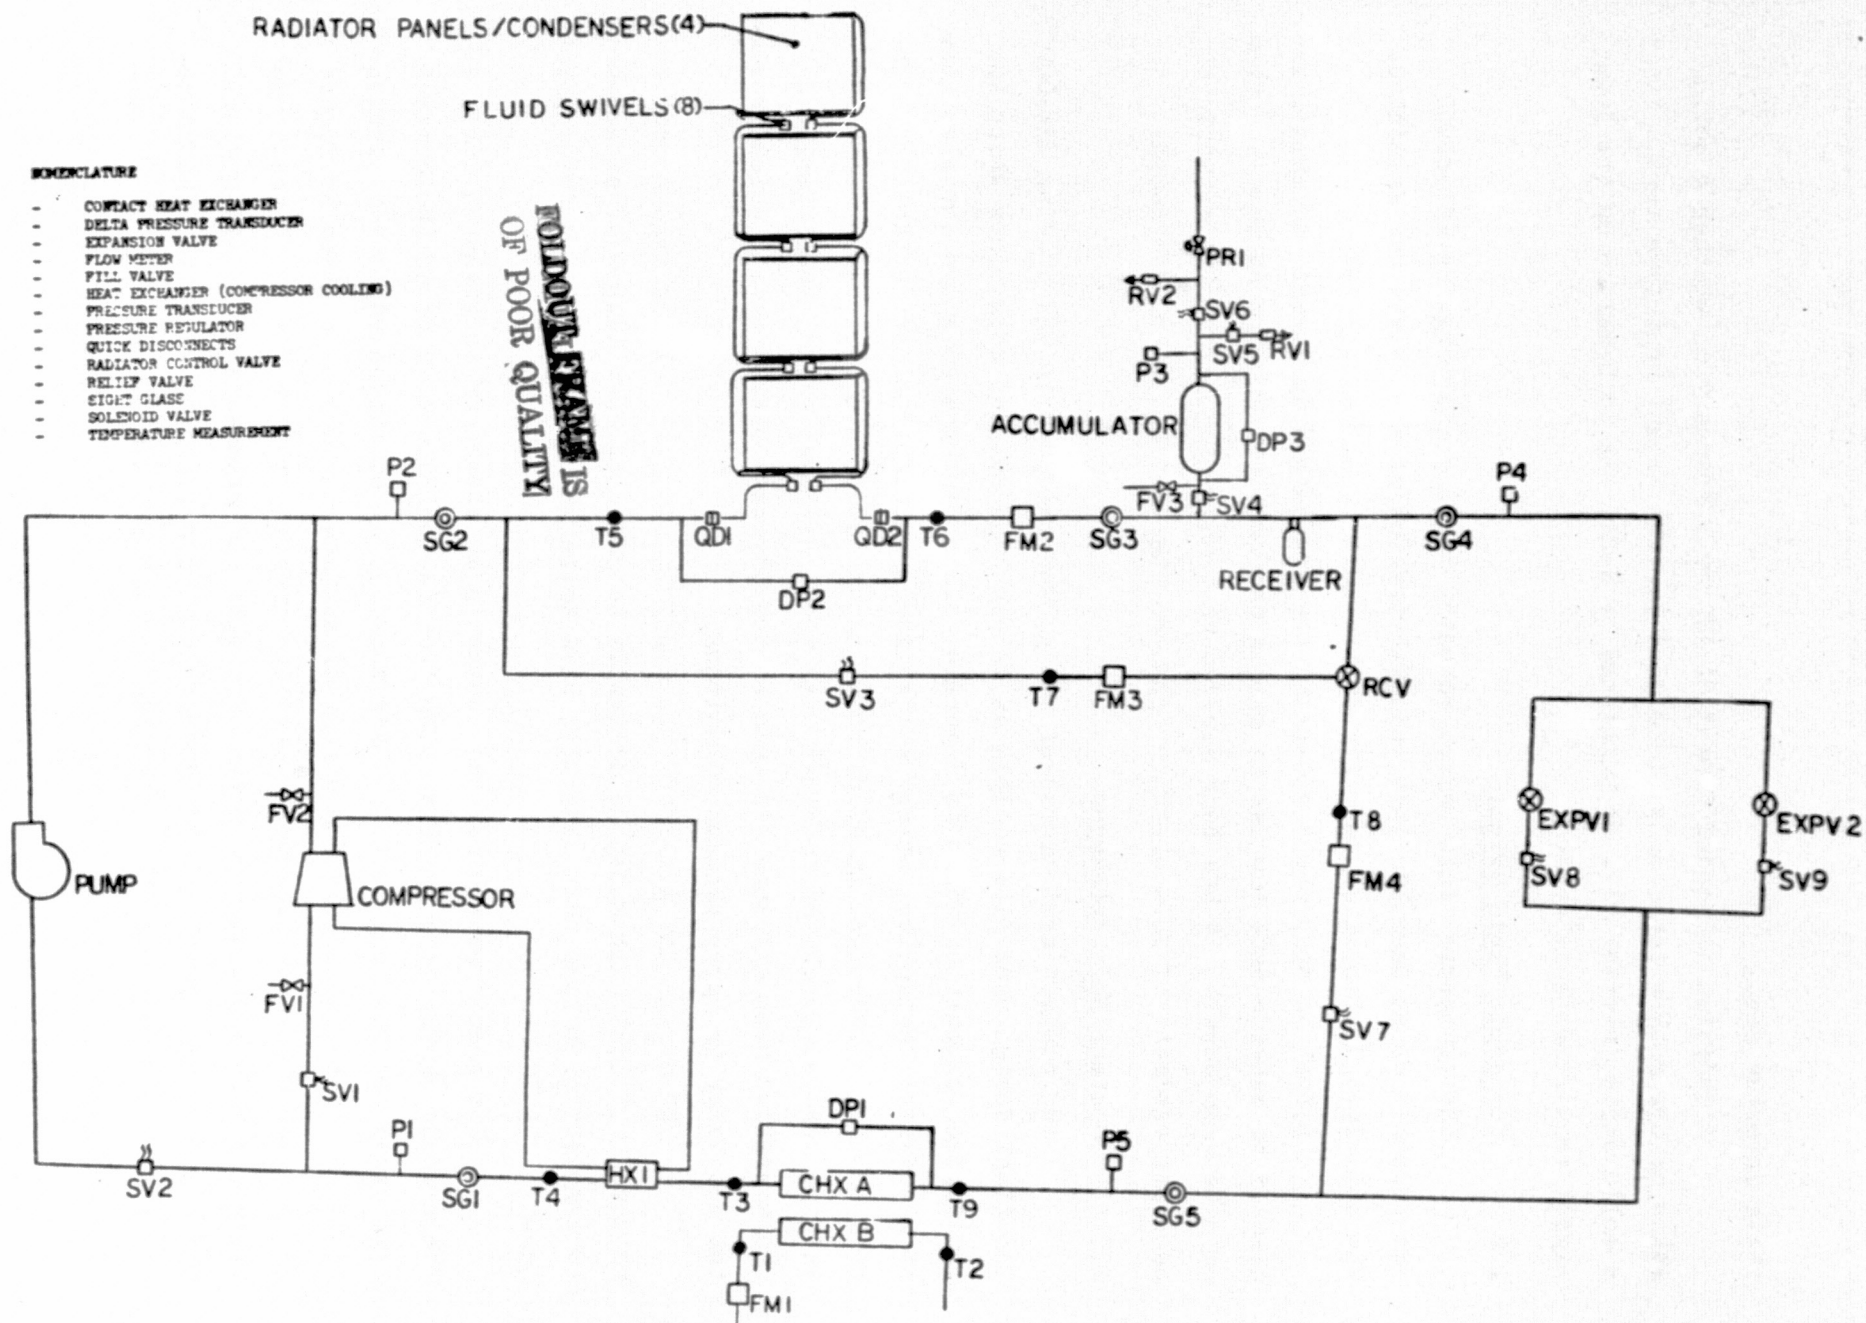 RADIATOR PANELS/CONDENSERS(4)
FLUID SWIVELS(8)
NOMENCLATURE
- CONTACT HEAT EXCHANGER
- DELTA PRESSURE TRANSDUCER
- EXPANSION VALVE
- FLOW METER
- FILL VALVE
- HEAT EXCHANGER (COMPRESSOR COOLING)
- PRESSURE TRANSDUCER
- PRESSURE REGULATOR
- QUICK DISCONNECTS
- RADIATOR CONTROL VALVE
- RELIEF VALVE
- SIGHT GLASS
- SOLENOID VALVE
- TEMPERATURE MEASUREMENT
FOLDOUT FRAME
IS
OF POOR QUALITY
PR1
RV2
SV6
SV5
RV1
P3
ACCUMULATOR
DP3
FV3
SV4
P2
P4
SG2
T5
QD1
QD2
T6
FM2
SG3
RECEIVER
SG4
DP2
SV3
T7
FM3
RCV
FV2
T8
EXPV1
EXPV2
PUMP
COMPRESSOR
FM4
SV8
SV9
FV1
SV7
SV1
P1
DP1
P5
SV2
SG1
T4
HX1
T3
CHX A
T9
SG5
CHX B
T1
T2
FM1